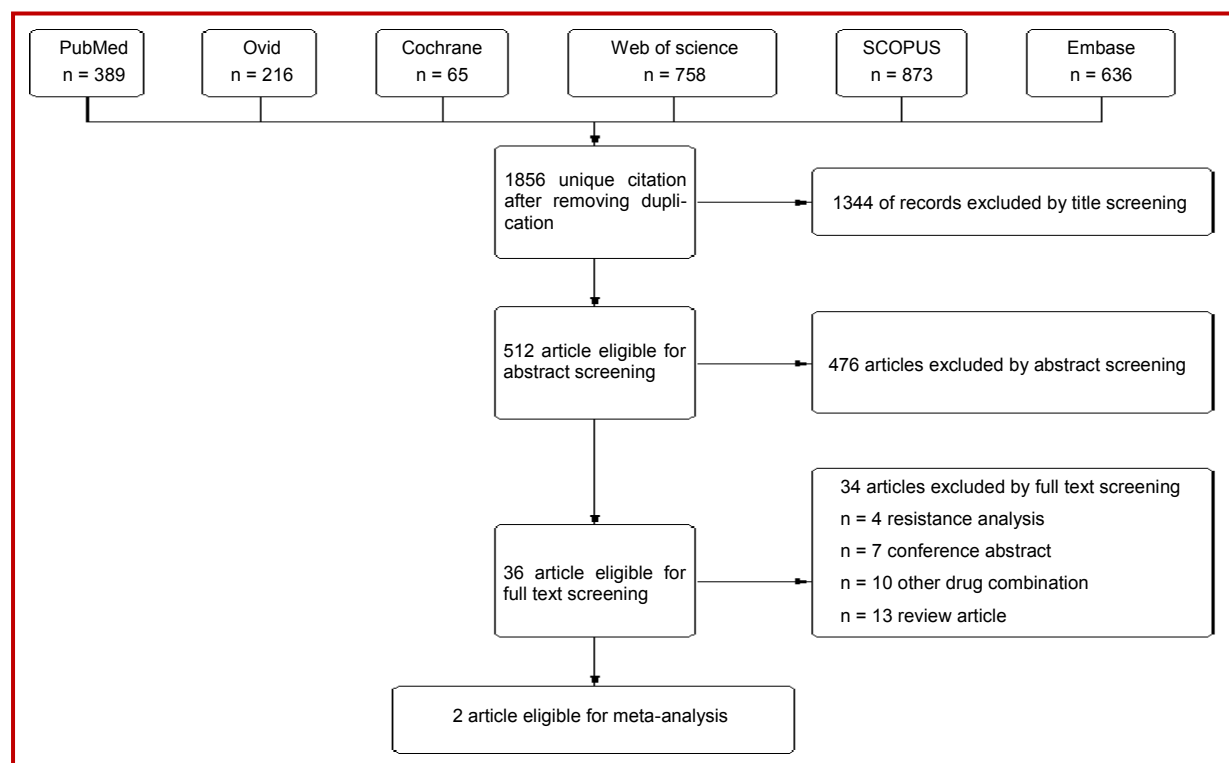 PubMed
n = 389
Ovid
n = 216
Cochrane
n = 65
Web of science
n = 758
SCOPUS
n = 873
Embase
n = 636
1856 unique citation
after removing dupli-
cation
1344 of records excluded by title screening
512 article eligible for
abstract screening
476 articles excluded by abstract screening
36 article eligible for
full text screening
34 articles excluded by full text screening
n = 4 resistance analysis
n = 7 conference abstract
n = 10 other drug combination
n = 13 review article
2 article eligible for meta-analysis